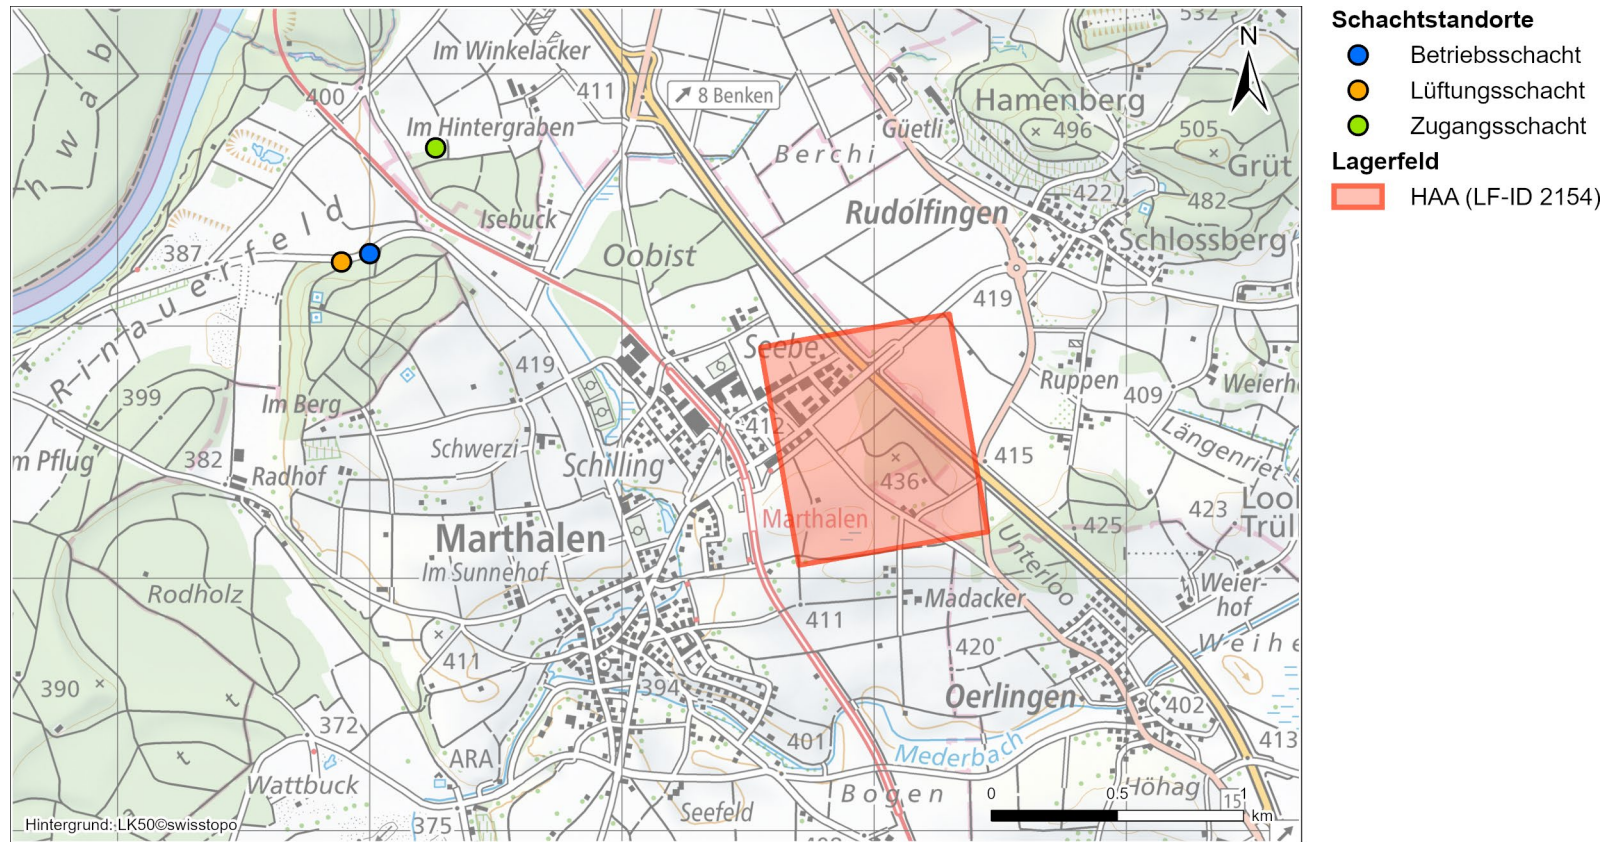 Schachtstandorte
Betriebsschacht
Lüftungsschacht
Zugangsschacht
Lagerfeld
HAA (LF-ID 2154)
N
532
Im Winkeläcker
411
8 Benken
400
Im Hintergraben
Hamenberg
496
505
Güetli
Berchi
Grüt
h w a b
422
482
Rudolfingen
Isebuck
Schlossberg
387
Oobist
Rinauerfeld
419
Seebe
419
Ruppen
409
Weierh
399
Im Berg
412
Längenriet
Schwerzi
415
m Pflug
382
Radhof
Schilling
436
423
Loo
Trül
Marthalen
425
Marthalen
Im Sunnehof
Unterloo
Rodholz
Weier-
hof
Madacker
411
Weihe
411
420
390
394
Oerlingen
402
t
t
372
401
413
ARA
Mederbach
Wattbuck
Bogen
Höhag
15
Seefeld
375
0 0.5 1
km
Hintergrund: LK50©swisstopo